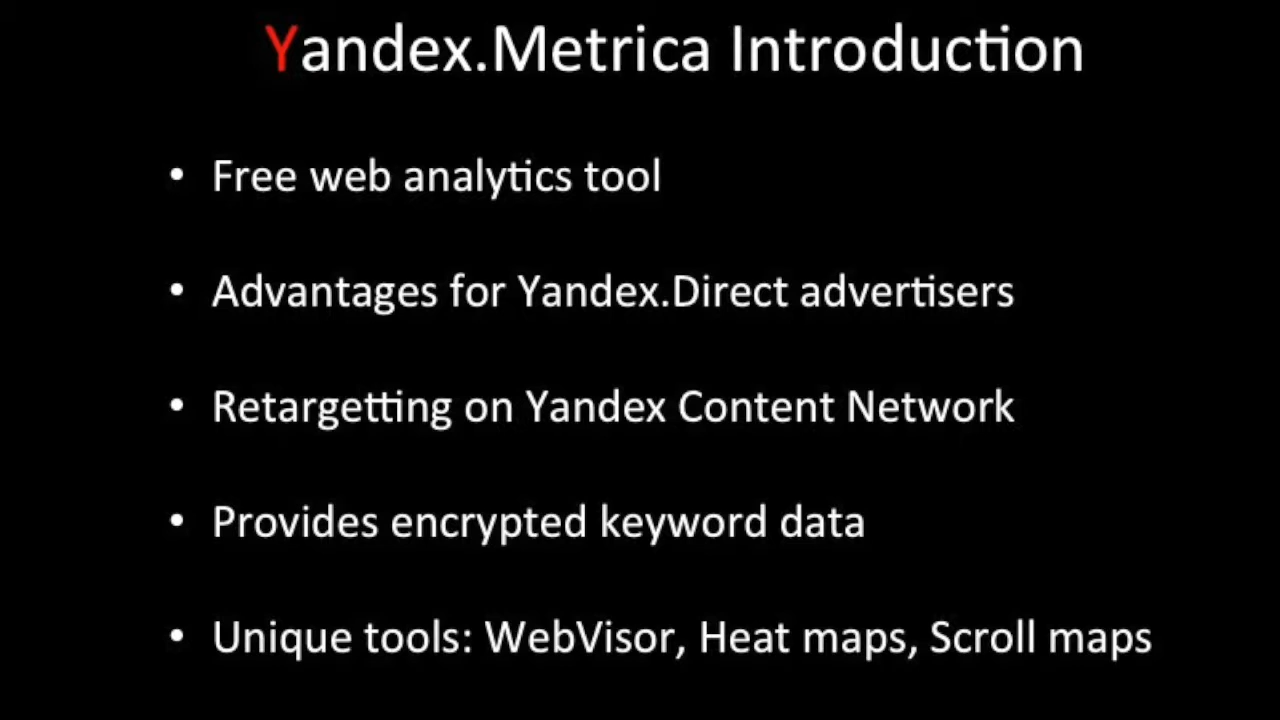 Yandex.Metrica Introduction
• Free web analytics tool
• Advantages for Yandex.Direct advertisers
• Retargetting on Yandex Content Network
• Provides encrypted keyword data
• Unique tools: WebVisor, Heat maps, Scroll maps